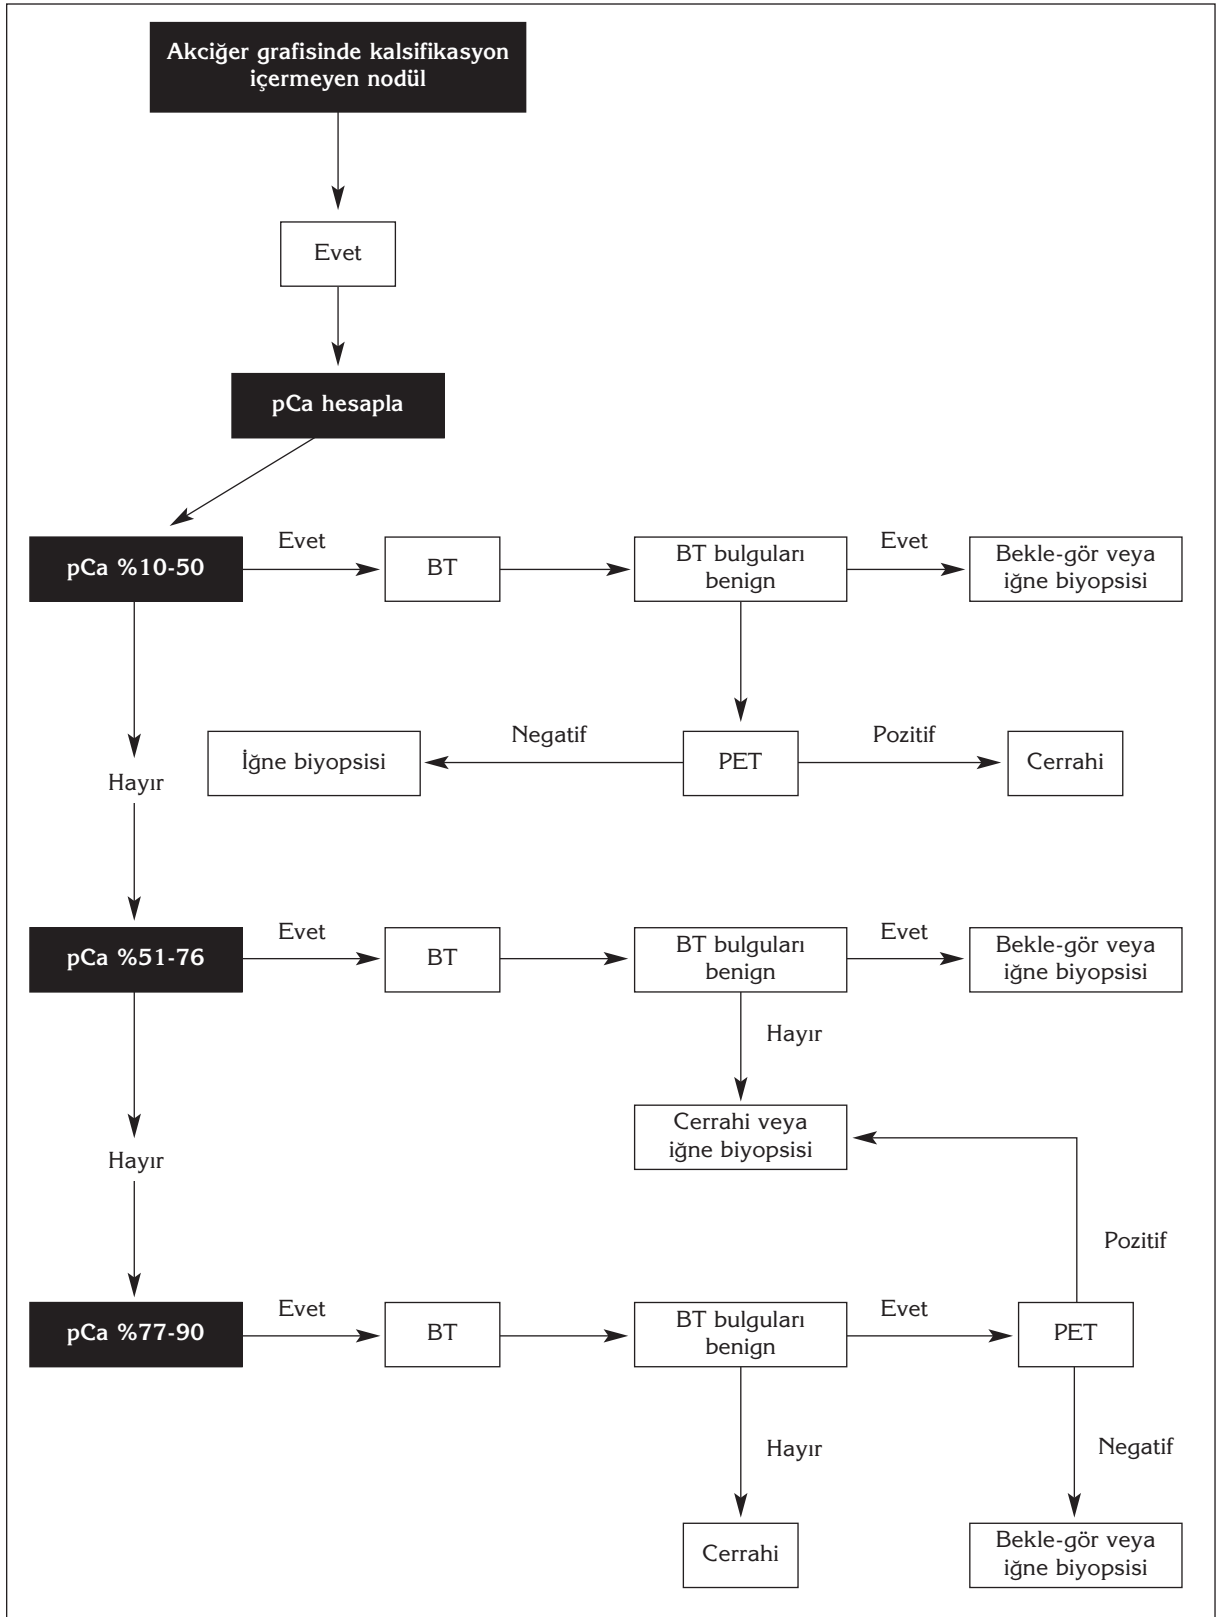 Akciğer grafisinde kalsifikasyon
içermeyen nodül
Evet
pCa hesapla
pCa %10-50
Evet
BT
BT bulguları
benign
Evet
Bekle-gör veya
iğne biyopsisi
Hayır
İğne biyopsisi
Negatif
PET
Pozitif
Cerrahi
pCa %51-76
Evet
BT
BT bulguları
benign
Evet
Bekle-gör veya
iğne biyopsisi
Hayır
Hayır
Cerrahi veya
iğne biyopsisi
Pozitif
pCa %77-90
Evet
BT
BT bulguları
benign
Evet
PET
Hayır
Negatif
Cerrahi
Bekle-gör veya
iğne biyopsisi